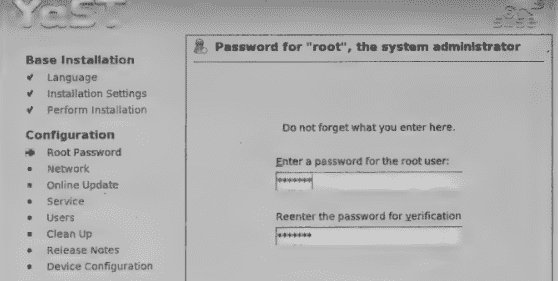 YaST
SUSE
Base Installation
Language
Installation Settings
Perform Installation
Configuration
Root Password
Network
Online Update
Service
Users
Clean Up
Release Notes
Device Configuration
Password for "root", the system administrator
Do not forget what you enter here.
Enter a password for the root user:
*******
Reenter the password for verification
*******